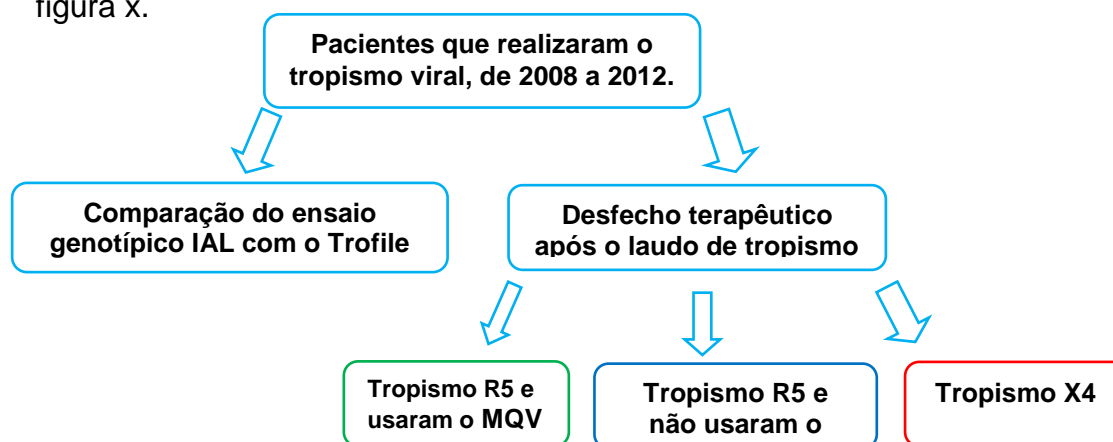 figura x.
Pacientes que realizaram o
tropismo viral, de 2008 a 2012.
Comparação do ensaio
genotípico IAL com o Trofile
Desfecho terapêutico
após o laudo de tropismo
Tropismo R5 e
usaram o MQV
Tropismo R5 e
não usaram o
Tropismo X4